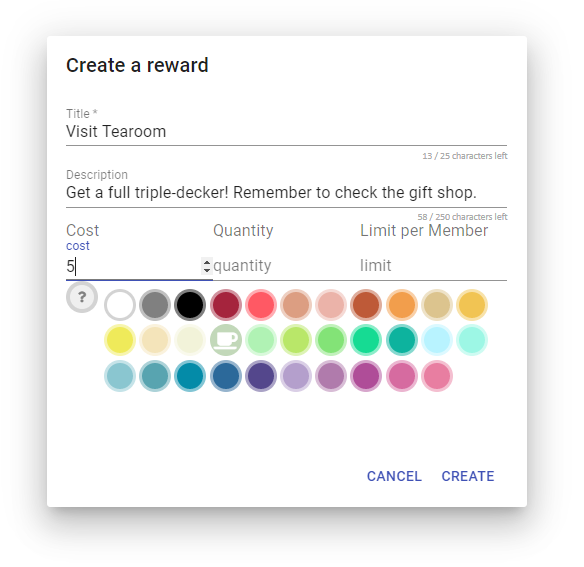 Create a reward
Title *
Visit Tearoom
13 / 25 characters left
Description
Get a full triple-decker! Remember to check the gift shop.
58 / 250 characters left
Cost Quantity Limit per Member
cost
5 quantity limit
?
CANCEL CREATE